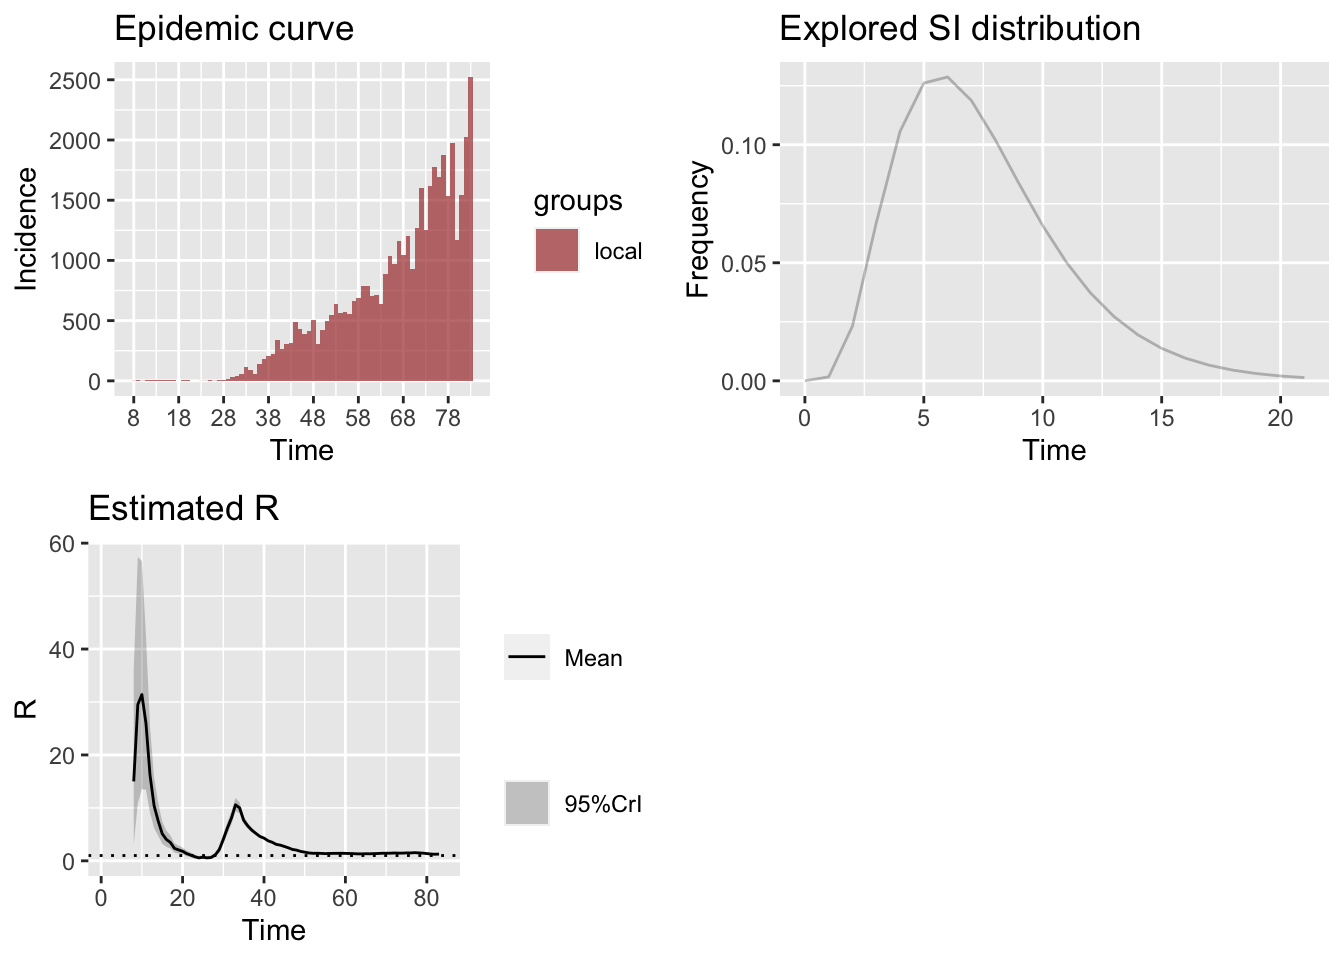 Epidemic curve
2500
2000
1500
1000
500
0
Incidence
8 18 28 38 48 58 68 78
Time
groups
local
Explored SI distribution
0.10
0.05
0.00
Frequency
0 5 10 15 20
Time
Estimated R
60
40
20
0
R
0 20 40 60 80
Time
Mean
95%CrI